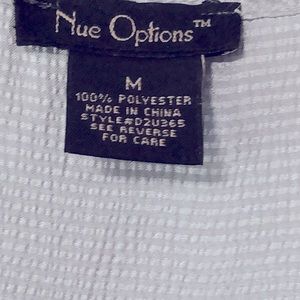 Nue Options™
M
100% POLYESTER
MADE IN CHINA
STYLE#D2U365
SEE REVERSE
FOR CARE